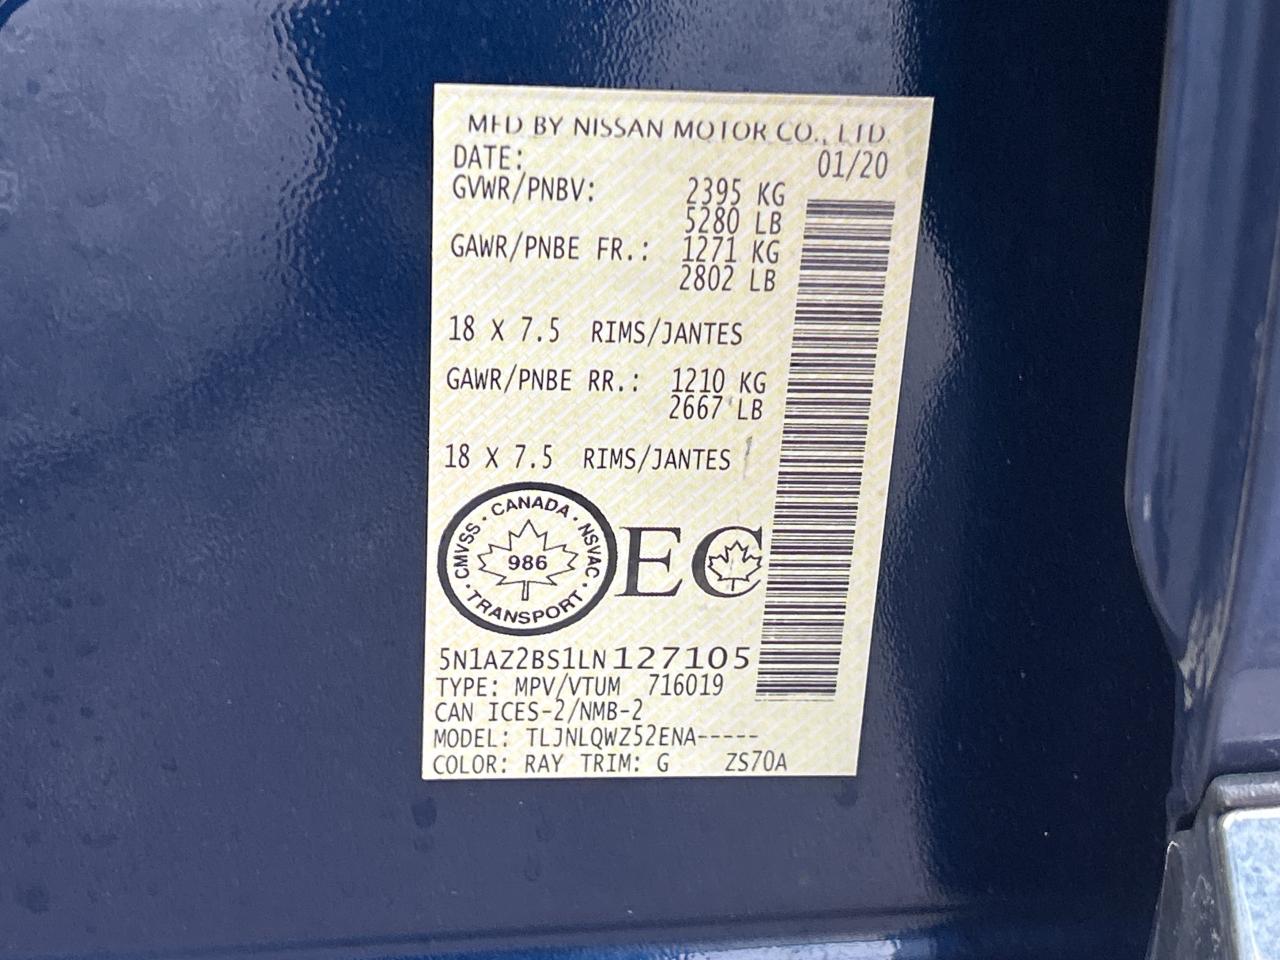 MFD BY NISSAN MOTOR CO., LTD.
DATE: 01/20
GVWR/PNBV: 2395 KG
5280 LB
GAWR/PNBE FR.: 1271 KG
2802 LB
18 X 7.5 RIMS/JANTES
GAWR/PNBE RR.: 1210 KG
2667 LB
18 X 7.5 RIMS/JANTES
CMVSS · CANADA · NSVAC
986
· TRANSPORT ·
EC
5N1AZ2BS1LN127105
TYPE: MPV/VTUM 716019
CAN ICES-2/NMB-2
MODEL: TLJNLQWZ52ENA-----
COLOR: RAY TRIM: G ZS70A